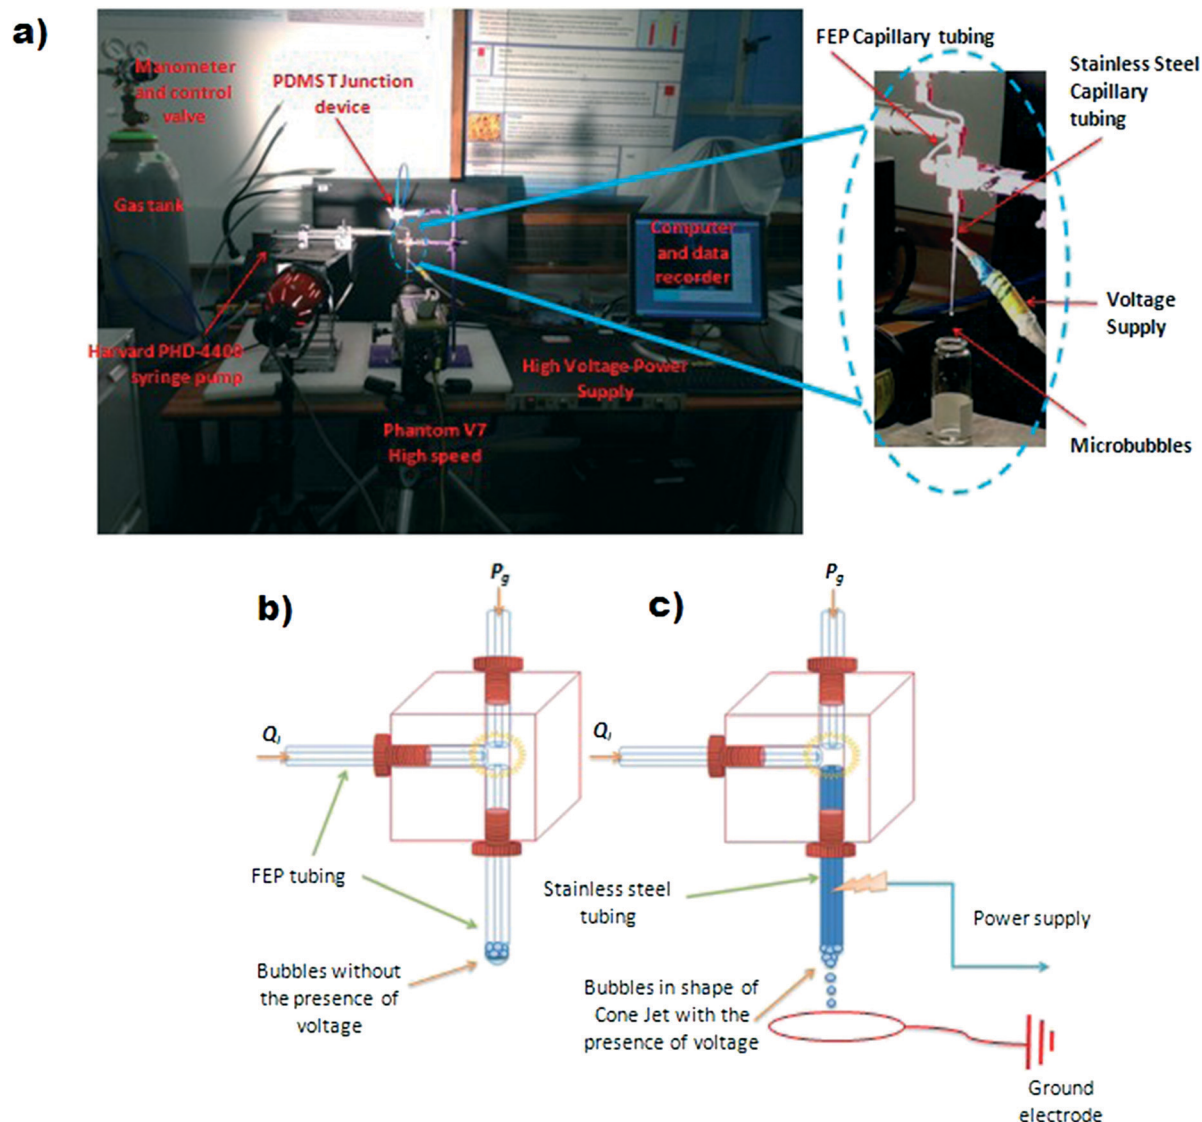 a)
Manometer
and control
valve
PDMS T Junction
device
Gas tank
Computer
and data
recorder
Harvard PHD-4400
syringe pump
High Voltage Power
Supply
Phantom V7
High speed
FEP Capillary tubing
Stainless Steel
Capillary
tubing
Voltage
Supply
Microbubbles
b)
Pg
Ql
FEP tubing
Bubbles without
the presence of
voltage
c)
Pg
Ql
Stainless steel
tubing
Power supply
Bubbles in shape of
Cone Jet with the
presence of voltage
Ground
electrode